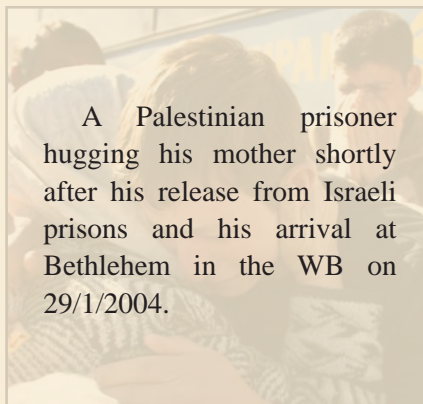 A Palestinian prisoner
hugging his mother shortly
after his release from Israeli
prisons and his arrival at
Bethlehem in the WB on
29/1/2004.